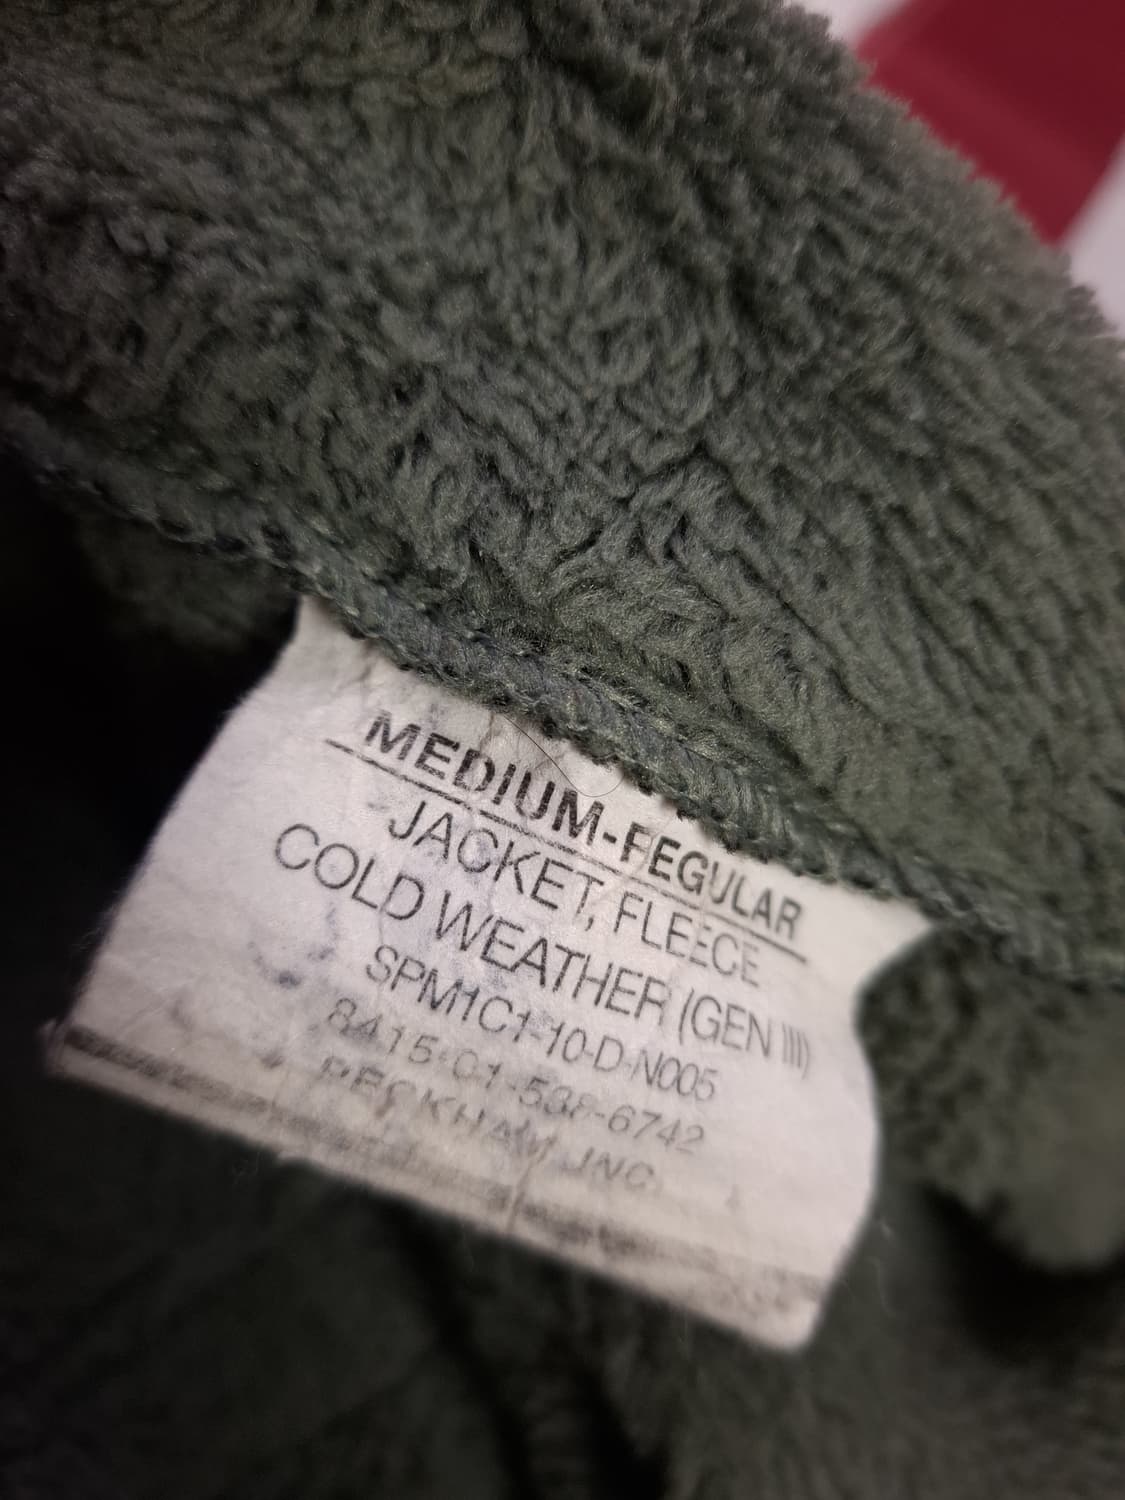 MEDIUM-REGULAR
JACKET, FLEECE
COLD WEATHER (GEN III)
SPM1C1-10-D-N005
8415-01-538-6742
PECKHAM INC.